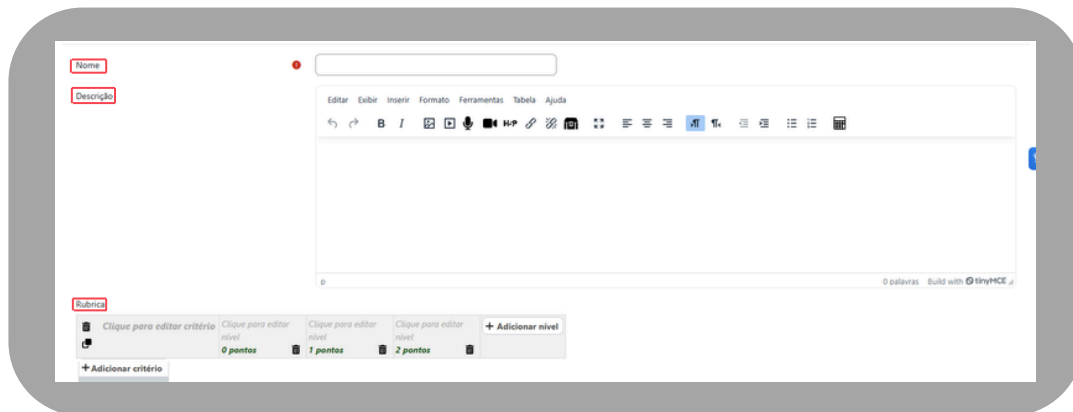 Nome
Descrição
Editar Exibir Inserir Formato Ferramentas Tabela Ajuda
B I H-P
p
0 palavras Build with tinyMCE
Rubrica
Clique para editar critério
Clique para editar nível
0 pontos
Clique para editar nível
1 pontos
Clique para editar nível
2 pontos
+ Adicionar nível
+ Adicionar critério